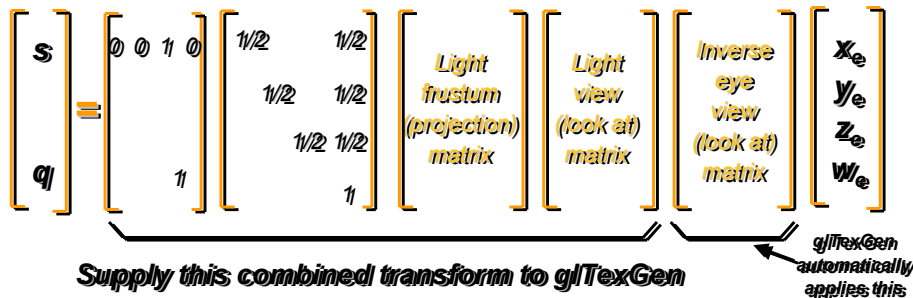 s
q
=
0 0 1 0
1
1/2 1/2
1/2 1/2
1/2 1/2
1
Light
frustum
(projection)
matrix
Light
view
(look at)
matrix
Inverse
eye
view
(look at)
matrix
xe
ye
ze
we
Supply this combined transform to glTexGen
glTexGen
automatically
applies this